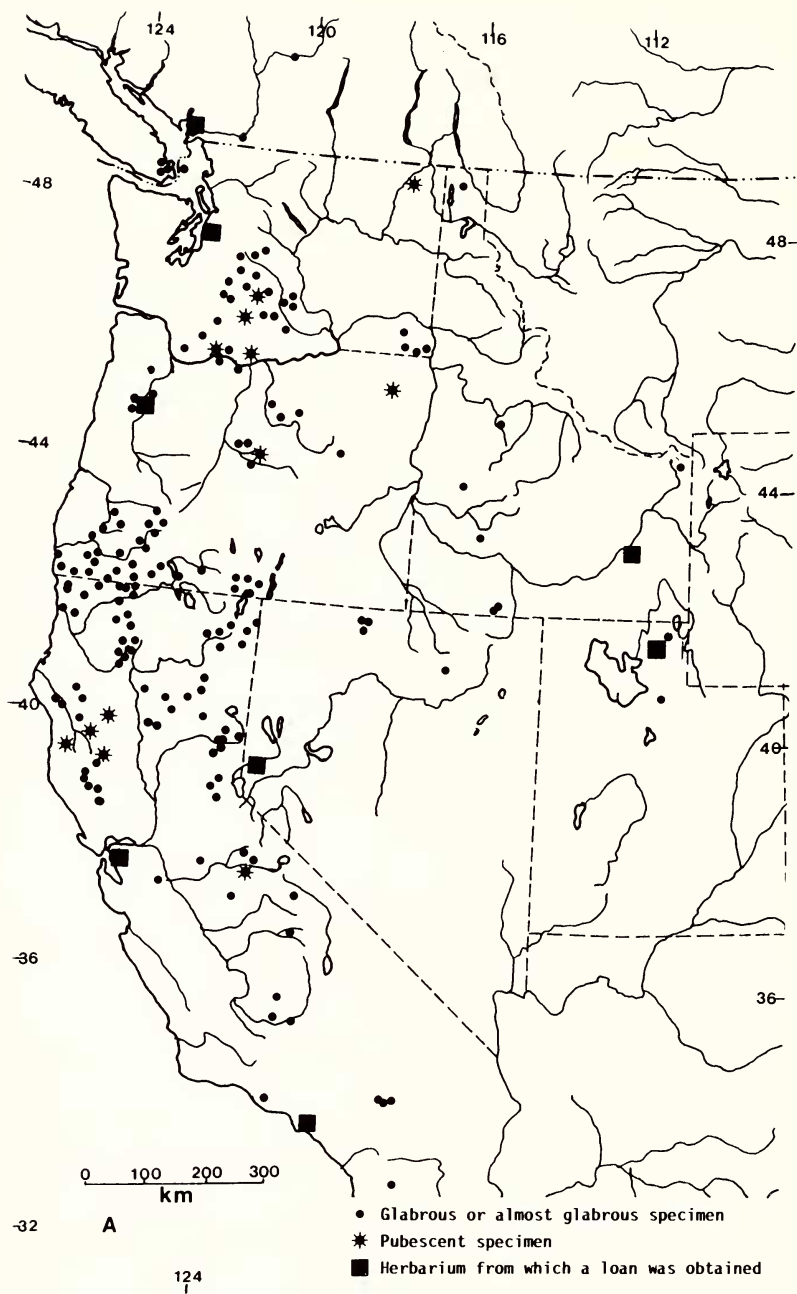 124 120 116 112
-48
48-
-44
44-
-40
40-
-36
36-
0 100 200 300
km
-32 A
• Glabrous or almost glabrous specimen
✷ Pubescent specimen
■ Herbarium from which a loan was obtained
124